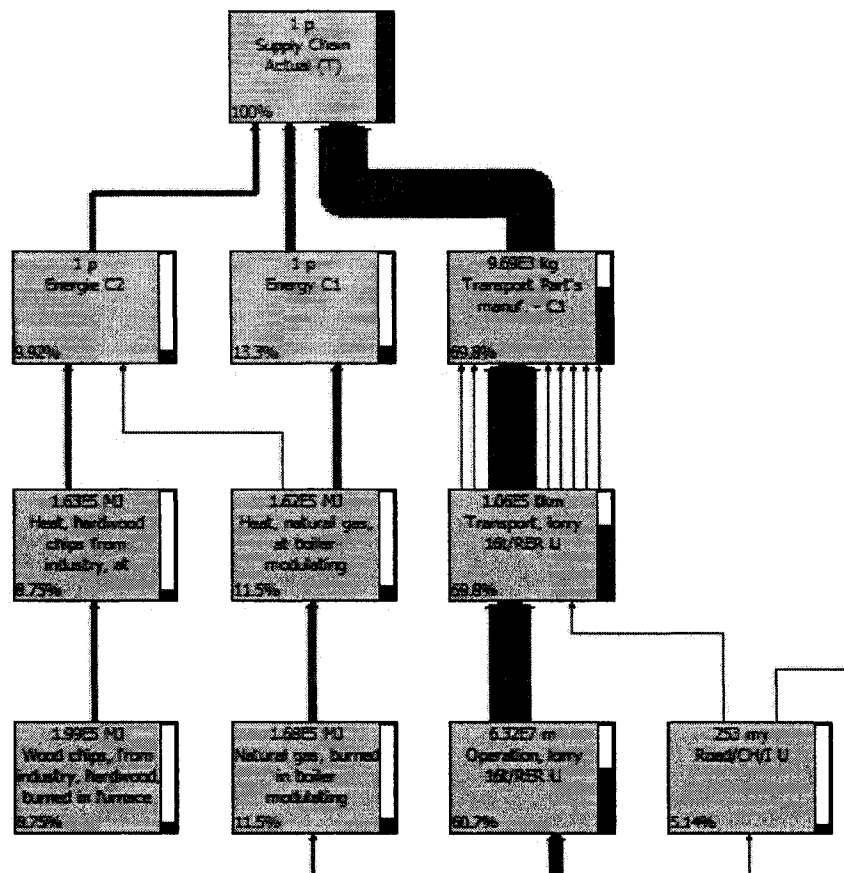 1 p
Supply Chain
Actual (T)
100%
1 p
Energie C2
9.92%
1 p
Energy C1
13.3%
9.69E3 kg
Transport Part's
manuf. - C1
69.8%
1.63E5 MJ
Heat, hardwood
chips from
industry, at
9.75%
1.62E5 MJ
Heat, natural gas,
at boiler
modulating
11.5%
1.06E5 tkm
Transport, lorry
16t/RER U
69.8%
1.99E5 MJ
Wood chips, from
industry, hardwood,
burned in furnace
9.75%
1.68E5 MJ
Natural gas, burned
in boiler
modulating
11.5%
6.32E7 m
Operation, lorry
16t/RER U
60.7%
253 my
Road/CH/I U
5.14%